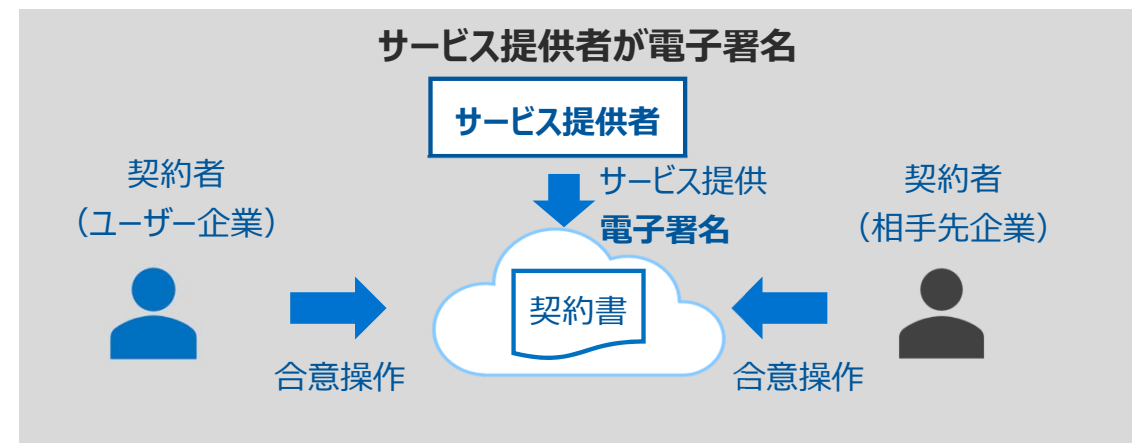 サービス提供者が電子署名
サービス提供者
サービス提供
電子署名
契約者
（ユーザー企業）
契約者
（相手先企業）
契約書
合意操作
合意操作